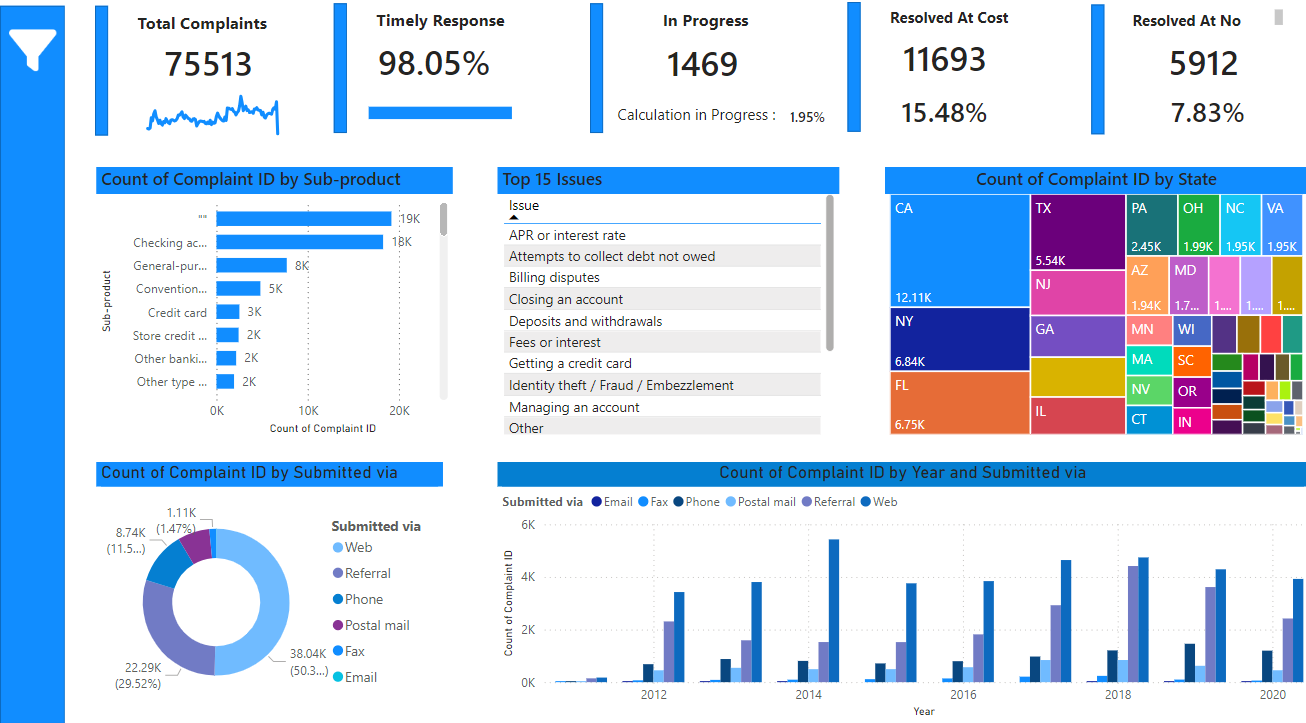 Total Complaints
75513
Timely Response
98.05%
In Progress
1469
Calculation in Progress : 1.95%
Resolved At Cost
11693
15.48%
Resolved At No
5912
7.83%
Count of Complaint ID by Sub-product
Sub-product
"" 19K
Checking ac... 18K
General-pur... 8K
Convention... 5K
Credit card 3K
Store credit ... 2K
Other banki... 2K
Other type ... 2K
0K 10K 20K
Count of Complaint ID
Top 15 Issues
Issue
APR or interest rate
Attempts to collect debt not owed
Billing disputes
Closing an account
Deposits and withdrawals
Fees or interest
Getting a credit card
Identity theft / Fraud / Embezzlement
Managing an account
Other
Count of Complaint ID by State
CA
12.11K
NY
6.84K
FL
6.75K
TX
5.54K
NJ
GA
IL
PA
2.45K
OH
1.99K
NC
1.95K
VA
1.95K
AZ
1.94K
MD
1.7...
1....
1....
1....
MN
MA
NV
CT
WI
SC
OR
IN
Count of Complaint ID by Submitted via
1.11K
(1.47%)
8.74K
(11.5...)
22.29K
(29.52%)
38.04K
(50.3...)
Submitted via
Web
Referral
Phone
Postal mail
Fax
Email
Count of Complaint ID by Year and Submitted via
Submitted via Email Fax Phone Postal mail Referral Web
Count of Complaint ID
6K
4K
2K
0K
2012 2014 2016 2018 2020
Year